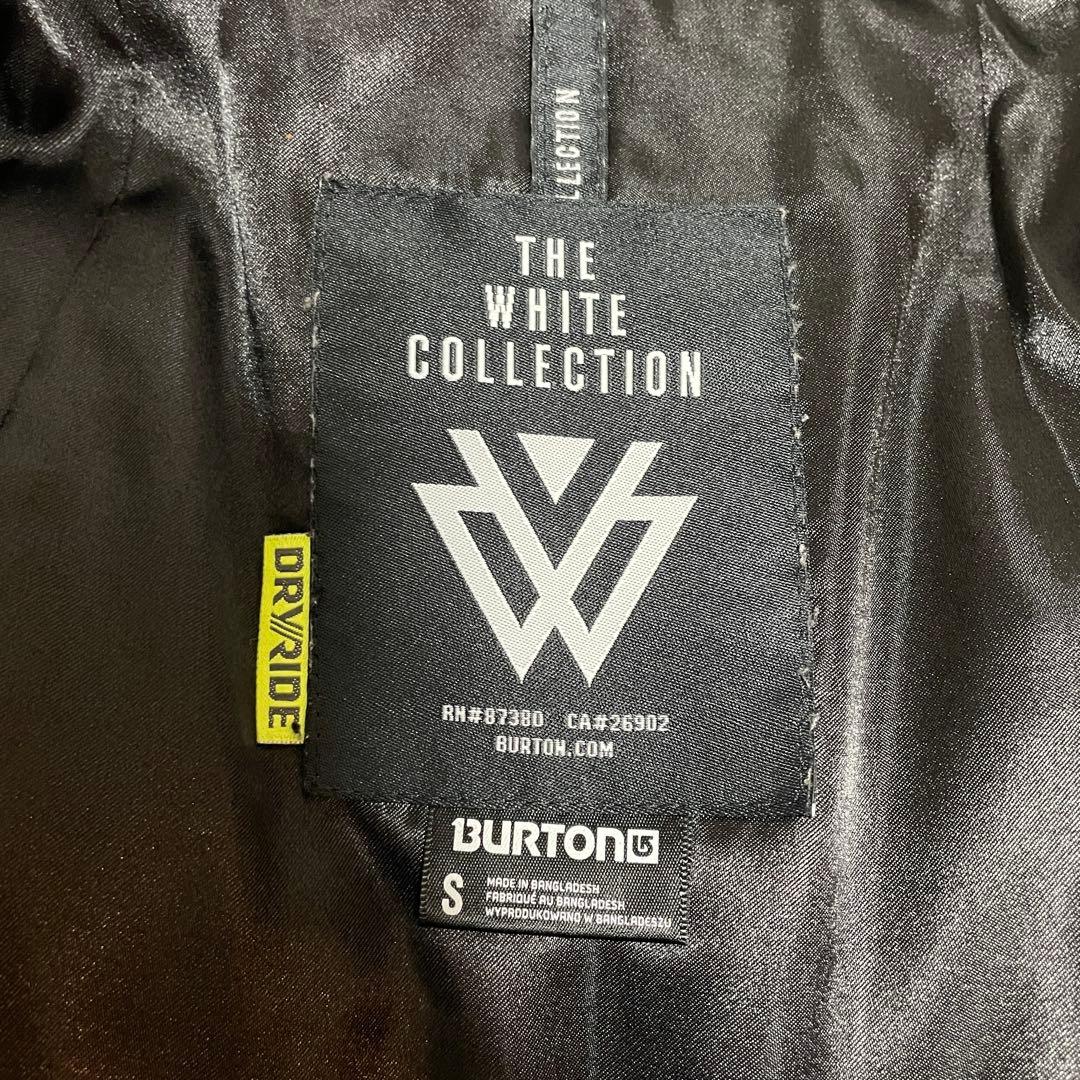 LLECTION
THE
WHITE
COLLECTION
DRY//RIDE
RN#87380 CA#26902
BURTON.COM
BURTON
S
MADE IN BANGLADESH
FABRIQUÉ AU BANGLADESH
WYPRODUKOWANO W BANGLADESZU